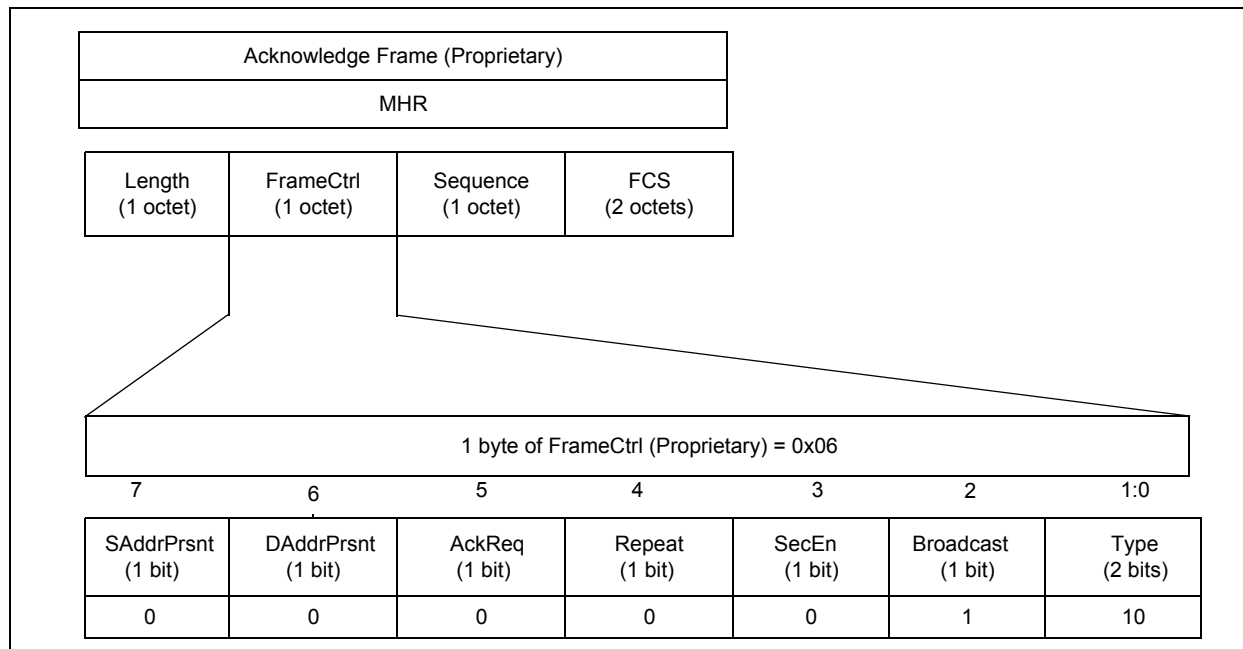 Acknowledge Frame (Proprietary)
MHR
Length FrameCtrl Sequence FCS
(1 octet) (1 octet) (1 octet) (2 octets)
1 byte of FrameCtrl (Proprietary) = 0x06
7 6 5 4 3 2 1:0
SAddrPrsnt DAddrPrsnt AckReq Repeat SecEn Broadcast Type
(1 bit) (1 bit) (1 bit) (1 bit) (1 bit) (1 bit) (2 bits)
0 0 0 0 0 1 10